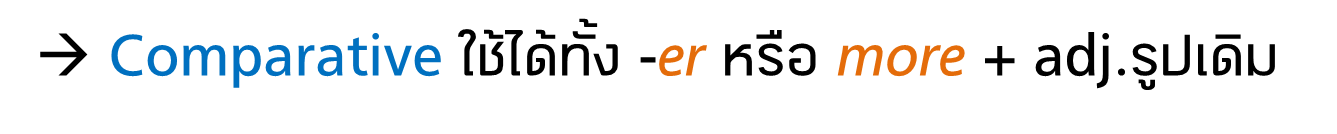 → Comparative ใช้ได้ทั้ง -er หรือ more + adj.รูปเดิม